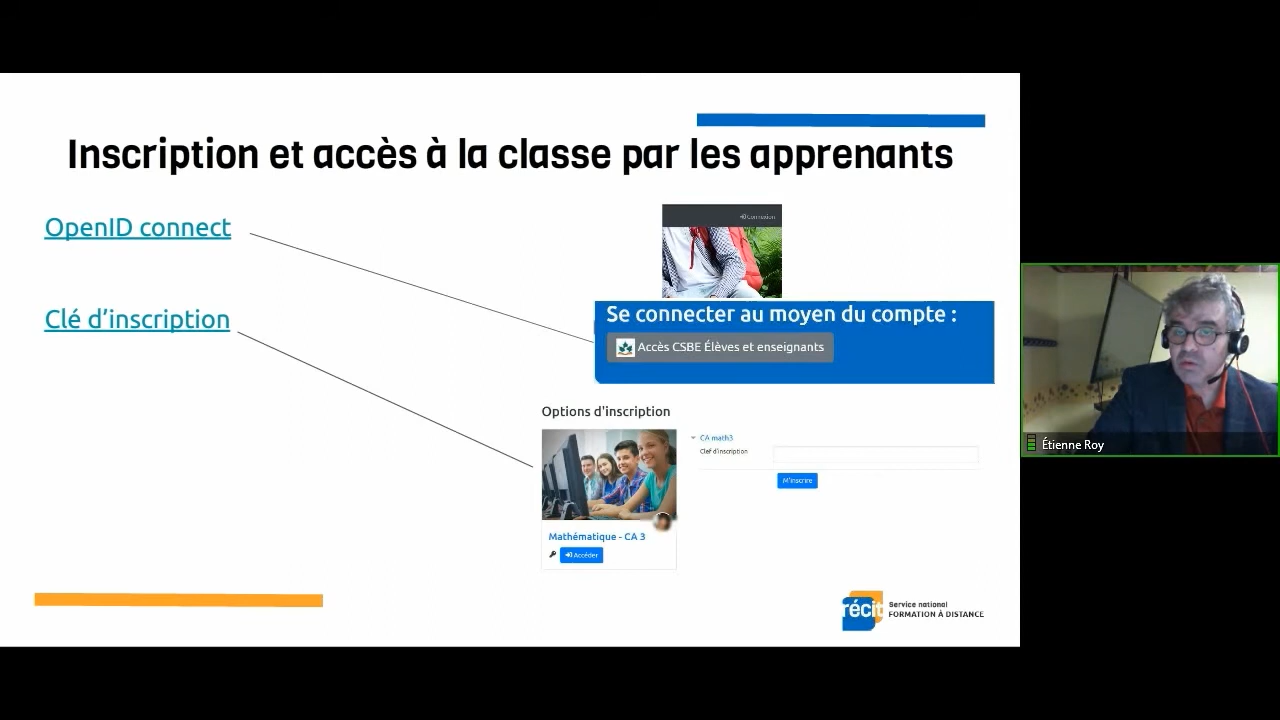 Inscription et accès à la classe par les apprenants
OpenID connect
Clé d'inscription
Connexion
Se connecter au moyen du compte :
Accès CSBE Élèves et enseignants
Options d'inscription
CA math3
Clef d'inscription
M'inscrire
Mathématique - CA 3
Accéder
récit
Service national
FORMATION À DISTANCE
Étienne Roy